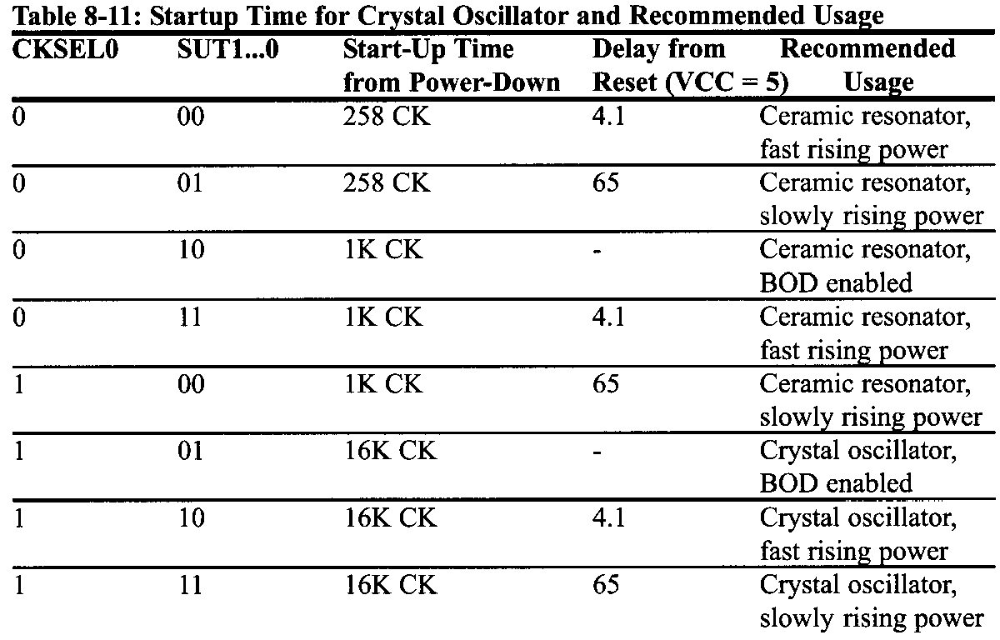 Table 8-11: Startup Time for Crystal Oscillator and Recommended Usage
CKSEL0 SUT1...0 Start-Up Time Delay from Recommended
from Power-Down Reset (VCC = 5) Usage
0 00 258 CK 4.1 Ceramic resonator,
fast rising power
0 01 258 CK 65 Ceramic resonator,
slowly rising power
0 10 1K CK - Ceramic resonator,
BOD enabled
0 11 1K CK 4.1 Ceramic resonator,
fast rising power
1 00 1K CK 65 Ceramic resonator,
slowly rising power
1 01 16K CK - Crystal oscillator,
BOD enabled
1 10 16K CK 4.1 Crystal oscillator,
fast rising power
1 11 16K CK 65 Crystal oscillator,
slowly rising power